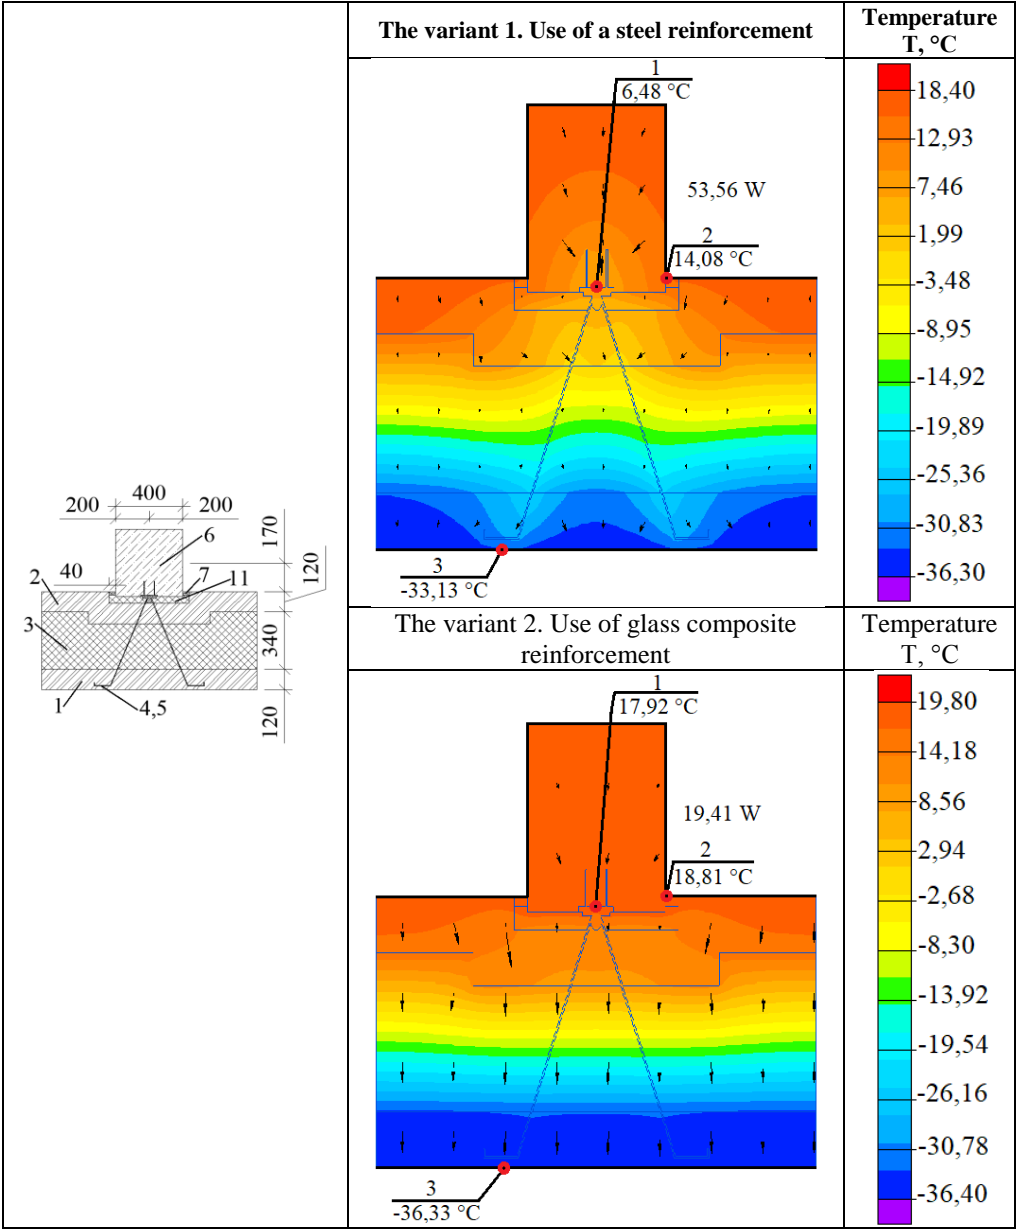 The variant 1. Use of a steel reinforcement
Temperature
T, °C
1
6,48 °C
53,56 W
2
14,08 °C
3
-33,13 °C
18,40
12,93
7,46
1,99
-3,48
-8,95
-14,92
-19,89
-25,36
-30,83
-36,30
400
200
200
170
6
120
40
7
11
2
3
340
1
4,5
120
The variant 2. Use of glass composite
reinforcement
Temperature
T, °C
1
17,92 °C
19,41 W
2
18,81 °C
3
-36,33 °C
19,80
14,18
8,56
2,94
-2,68
-8,30
-13,92
-19,54
-26,16
-30,78
-36,40